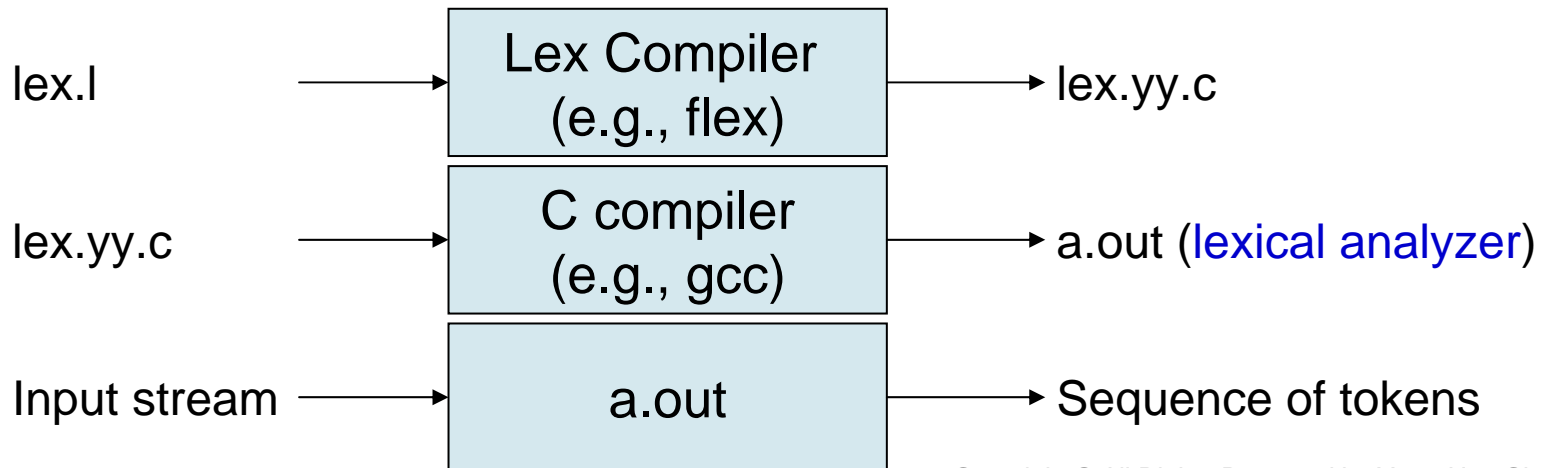 lex.l
Lex Compiler
(e.g., flex)
lex.yy.c
lex.yy.c
C compiler
(e.g., gcc)
a.out (lexical analyzer)
Input stream
a.out
Sequence of tokens